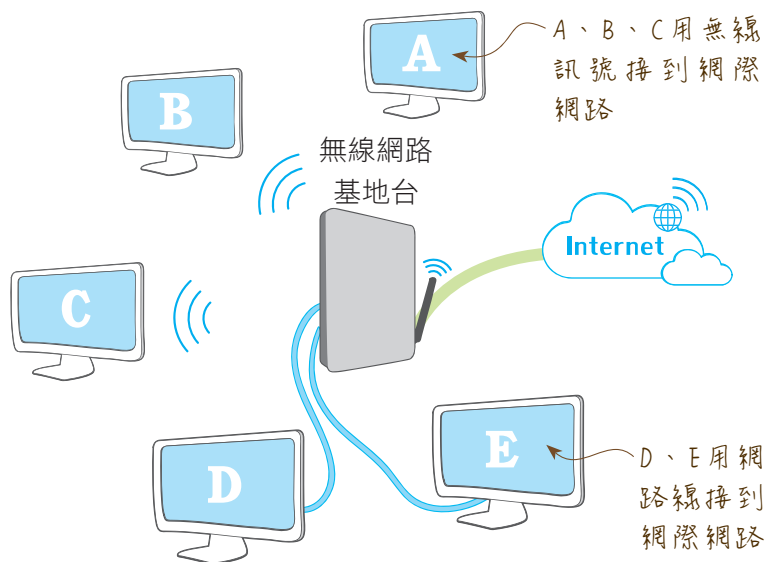 A
A、B、C用無線
訊號接到網際
網路
B
無線網路
基地台
Internet
C
D
E
D、E用網
路線接到
網際網路